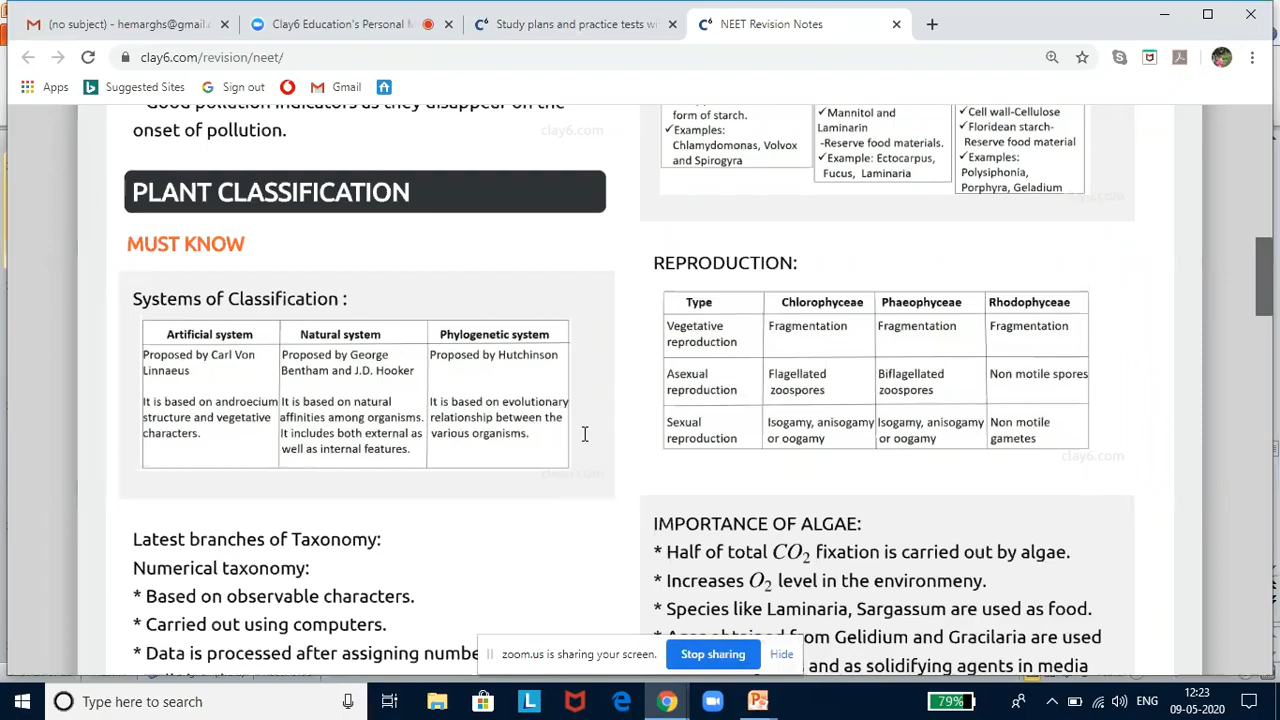 (no subject) - hemarghs@gmail.
Clay6 Education's Personal M
Study plans and practice tests wi
NEET Revision Notes
clay6.com/revision/neet/
Apps
Suggested Sites
Sign out
Gmail
Good pollution indicators as they disappear on the
onset of pollution.
clay6.com
PLANT CLASSIFICATION
MUST KNOW
Systems of Classification :
Artificial system Natural system Phylogenetic system
Proposed by Carl Von Linnaeus
It is based on androecium structure and vegetative characters.
Proposed by George Bentham and J.D. Hooker
It is based on natural affinities among organisms. It includes both external as well as internal features.
Proposed by Hutchinson
It is based on evolutionary relationship between the various organisms.
Latest branches of Taxonomy:
Numerical taxonomy:
* Based on observable characters.
* Carried out using computers.
* Data is processed after assigning numbe
form of starch.
✓Examples:
Chlamydomonas, Volvox
and Spirogyra
✓Mannitol and
Laminarin
-Reserve food materials.
✓Example: Ectocarpus,
Fucus, Laminaria
✓Cell wall-Cellulose
✓Floridean starch-
Reserve food material
✓Examples:
Polysiphonia,
Porphyra, Geladium
REPRODUCTION:
Type Chlorophyceae Phaeophyceae Rhodophyceae
Vegetative reproduction Fragmentation Fragmentation Fragmentation
Asexual reproduction Flagellated zoospores Biflagellated zoospores Non motile spores
Sexual reproduction Isogamy, anisogamy or oogamy Isogamy, anisogamy or oogamy Non motile gametes
clay6.com
IMPORTANCE OF ALGAE:
* Half of total CO2 fixation is carried out by algae.
* Increases O2 level in the environmeny.
* Species like Laminaria, Sargassum are used as food.
from Gelidium and Gracilaria are used
and as solidifying agents in media
zoom.us is sharing your screen.
Stop sharing
Hide
Type here to search
79%
ENG
12:23
09-05-2020